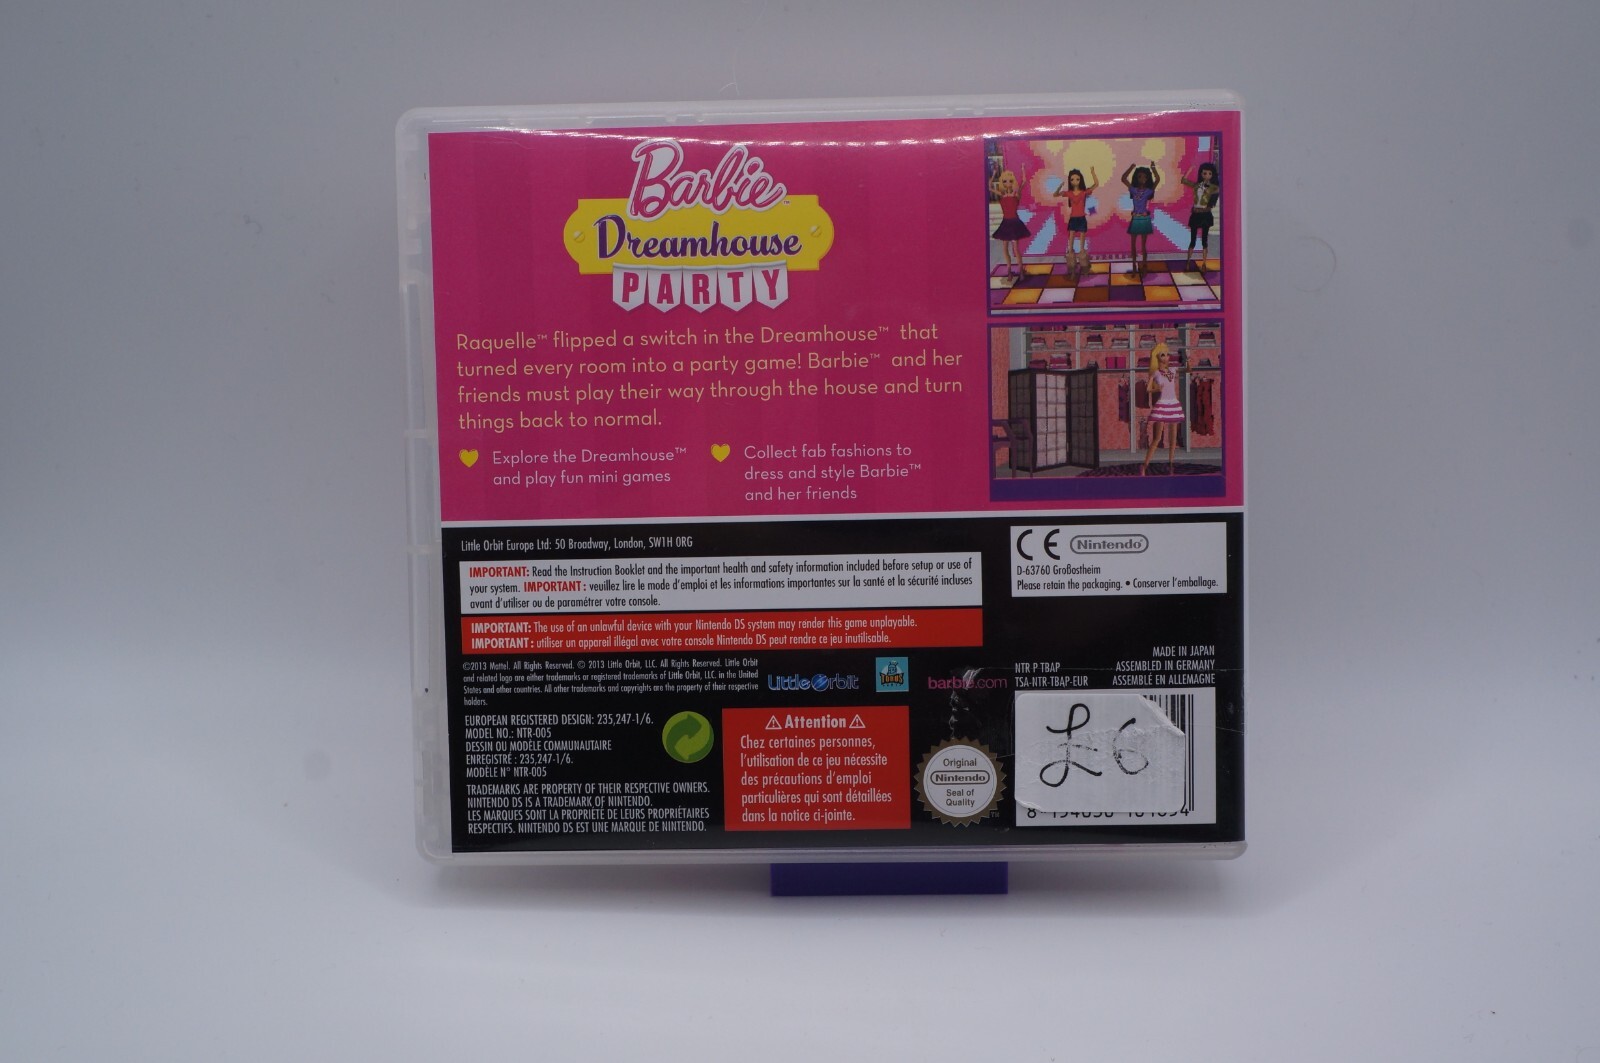 Barbie™
Dreamhouse
PARTY
Raquelle™ flipped a switch in the Dreamhouse™ that
turned every room into a party game! Barbie™ and her
friends must play their way through the house and turn
things back to normal.
Explore the Dreamhouse™
and play fun mini games
Collect fab fashions to
dress and style Barbie™
and her friends
Little Orbit Europe Ltd: 50 Broadway, London, SW1H 0RG
IMPORTANT: Read the Instruction Booklet and the important health and safety information included before setup or use of
your system. IMPORTANT : veuillez lire le mode d'emploi et les informations importantes sur la santé et la sécurité incluses
avant d'utiliser ou de paramétrer votre console.
IMPORTANT: The use of an unlawful device with your Nintendo DS system may render this game unplayable.
IMPORTANT: utiliser un appareil illégal avec votre console Nintendo DS peut rendre ce jeu inutilisable.
CE Nintendo®
D-63760 Großostheim
Please retain the packaging. • Conserver l'emballage.
©2013 Mattel. All Rights Reserved. © 2013 Little Orbit, LLC. All Rights Reserved. Little Orbit
and related logo are either trademarks or registered trademarks of Little Orbit, LLC. in the United
States and other countries. All other trademarks and copyrights are the property of their respective
holders.
Little Orbit
barbie.com
NTR P TBAP
TSA-NTR-TBAP-EUR
MADE IN JAPAN
ASSEMBLED IN GERMANY
ASSEMBLÉ EN ALLEMAGNE
EUROPEAN REGISTERED DESIGN: 235,247-1/6.
MODEL NO.: NTR-005
DESSIN OU MODÈLE COMMUNAUTAIRE
ENREGISTRÉ : 235,247-1/6.
MODÈLE N° NTR-005
TRADEMARKS ARE PROPERTY OF THEIR RESPECTIVE OWNERS.
NINTENDO DS IS A TRADEMARK OF NINTENDO.
LES MARQUES SONT LA PROPRIÉTÉ DE LEURS PROPRIÉTAIRES
RESPECTIFS. NINTENDO DS EST UNE MARQUE DE NINTENDO.
Attention
Chez certaines personnes,
l'utilisation de ce jeu nécessite
des précautions d'emploi
particulières qui sont détaillées
dans la notice ci-jointe.
Original
Nintendo
Seal of
Quality
TM
£6